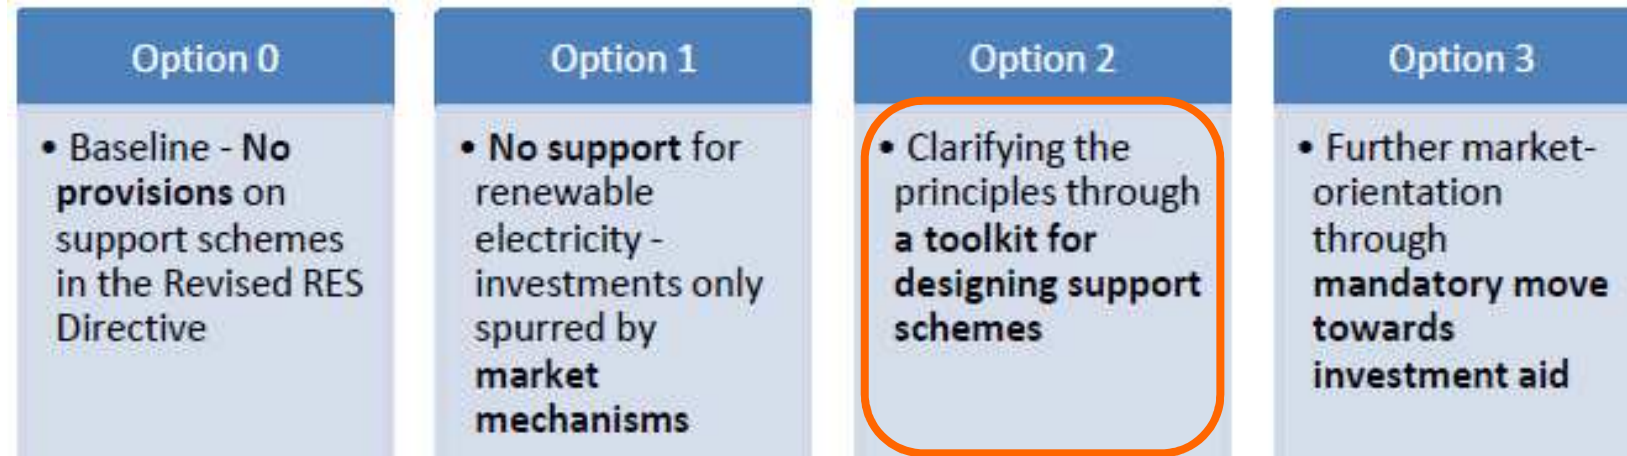 Option 0
• Baseline - No
provisions on
support schemes
in the Revised RES
Directive
Option 1
• No support for
renewable
electricity -
investments only
spurred by
market
mechanisms
Option 2
• Clarifying the
principles through
a toolkit for
designing support
schemes
Option 3
• Further market-
orientation
through
mandatory move
towards
investment aid